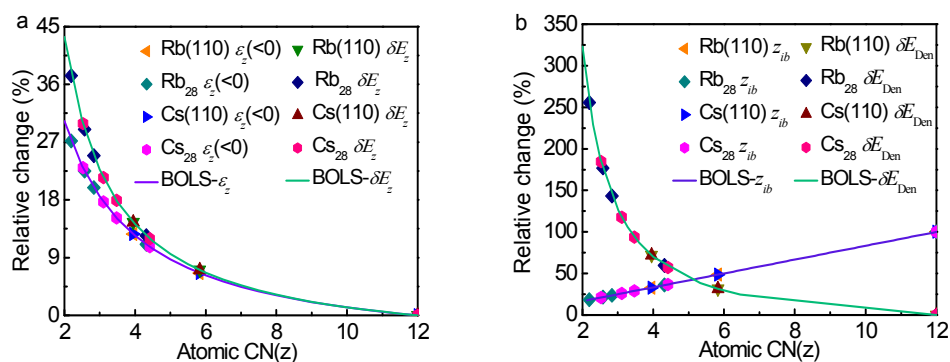 a
45
36
27
18
9
0
Relative change (%)
2 4 6 8 10 12
Atomic CN(z)
Rb(110) εz(<0) Rb(110) δEz
Rb28 εz(<0) Rb28 δEz
Cs(110) εz(<0) Cs(110) δEz
Cs28 εz(<0) Cs28 δEz
BOLS-εz BOLS-δEz
b
350
300
250
200
150
100
50
0
Relative change (%)
2 4 6 8 10 12
Atomic CN(z)
Rb(110) zib Rb(110) δEDen
Rb28 zib Rb28 δEDen
Cs(110) zib Cs(110) δEDen
Cs28 zib Cs28 δEDen
BOLS-zib BOLS-δEDen